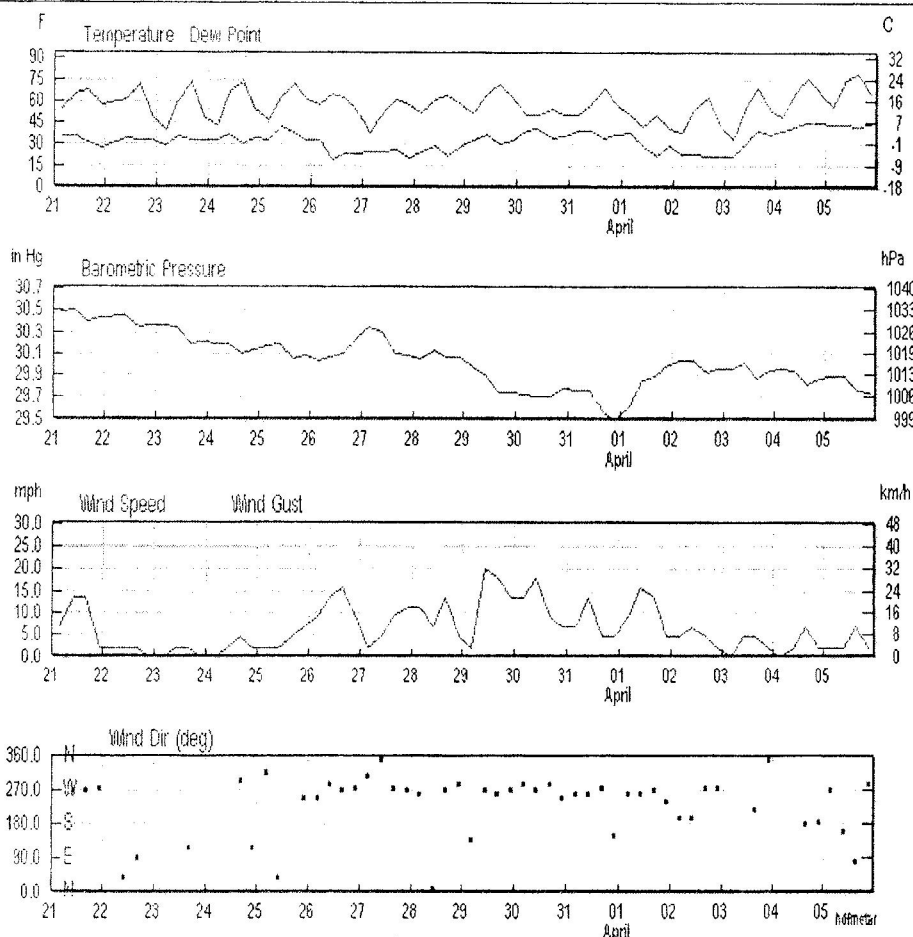 F C
Temperature Dew Point
90 32
75 24
60 16
45 7
30 -1
15 -9
0 -18
21 22 23 24 25 26 27 28 29 30 31 01 02 03 04 05
April
in Hg hPa
Barometric Pressure
30.7 1040
30.5 1033
30.3 1026
30.1 1019
29.9 1013
29.7 1006
29.5 999
21 22 23 24 25 26 27 28 29 30 31 01 02 03 04 05
April
mph km/h
Wind Speed Wind Gust
30.0 48
25.0 40
20.0 32
15.0 24
10.0 16
5.0 8
0.0 0
21 22 23 24 25 26 27 28 29 30 31 01 02 03 04 05
April
Wind Dir (deg)
360.0 N
270.0 W
180.0 S
90.0 E
0.0 N
21 22 23 24 25 26 27 28 29 30 31 01 02 03 04 05
April